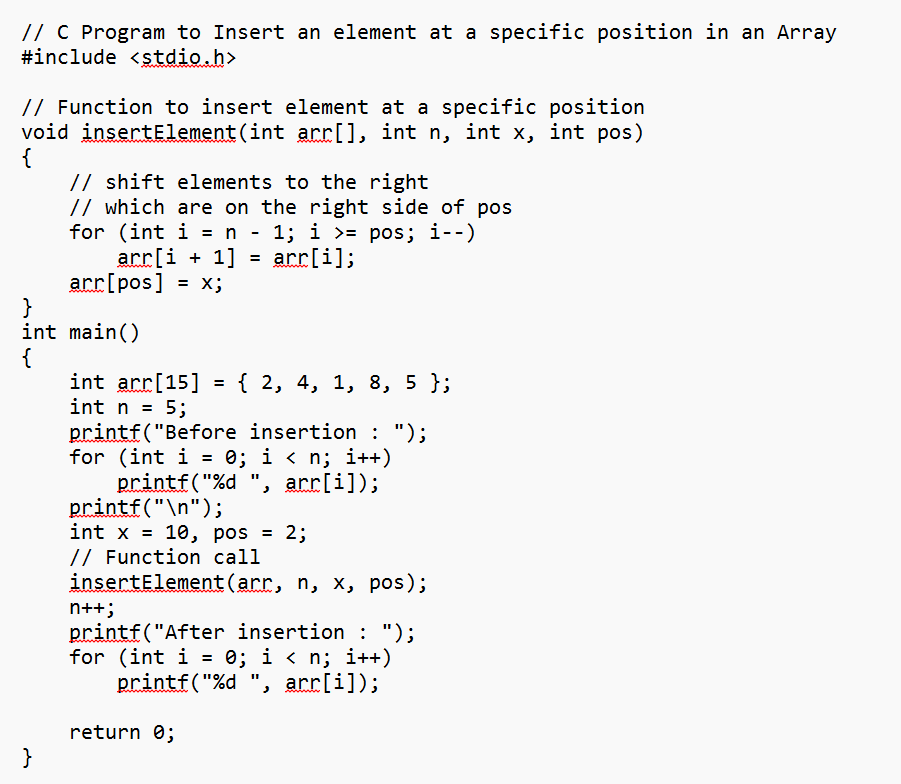 // C Program to Insert an element at a specific position in an Array
#include <stdio.h>

// Function to insert element at a specific position
void insertElement(int arr[], int n, int x, int pos)
{
    // shift elements to the right
    // which are on the right side of pos
    for (int i = n - 1; i >= pos; i--)
        arr[i + 1] = arr[i];
    arr[pos] = x;
}
int main()
{
    int arr[15] = { 2, 4, 1, 8, 5 };
    int n = 5;
    printf("Before insertion : ");
    for (int i = 0; i < n; i++)
        printf("%d ", arr[i]);
    printf("\n");
    int x = 10, pos = 2;
    // Function call
    insertElement(arr, n, x, pos);
    n++;
    printf("After insertion : ");
    for (int i = 0; i < n; i++)
        printf("%d ", arr[i]);

    return 0;
}